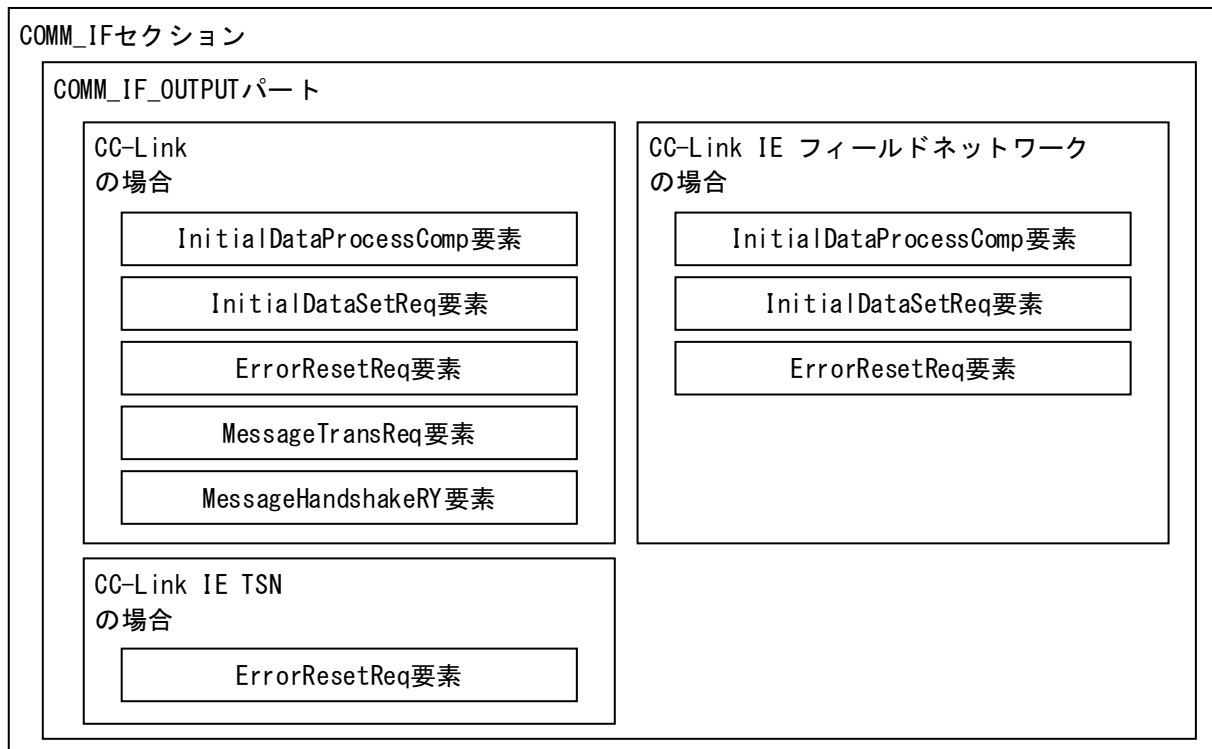 COMM_IFセクション
COMM_IF_OUTPUTパート
CC-Link
の場合
InitialDataProcessComp要素
InitialDataSetReq要素
ErrorResetReq要素
MessageTransReq要素
MessageHandshakeRY要素
CC-Link IE フィールドネットワーク
の場合
InitialDataProcessComp要素
InitialDataSetReq要素
ErrorResetReq要素
CC-Link IE TSN
の場合
ErrorResetReq要素